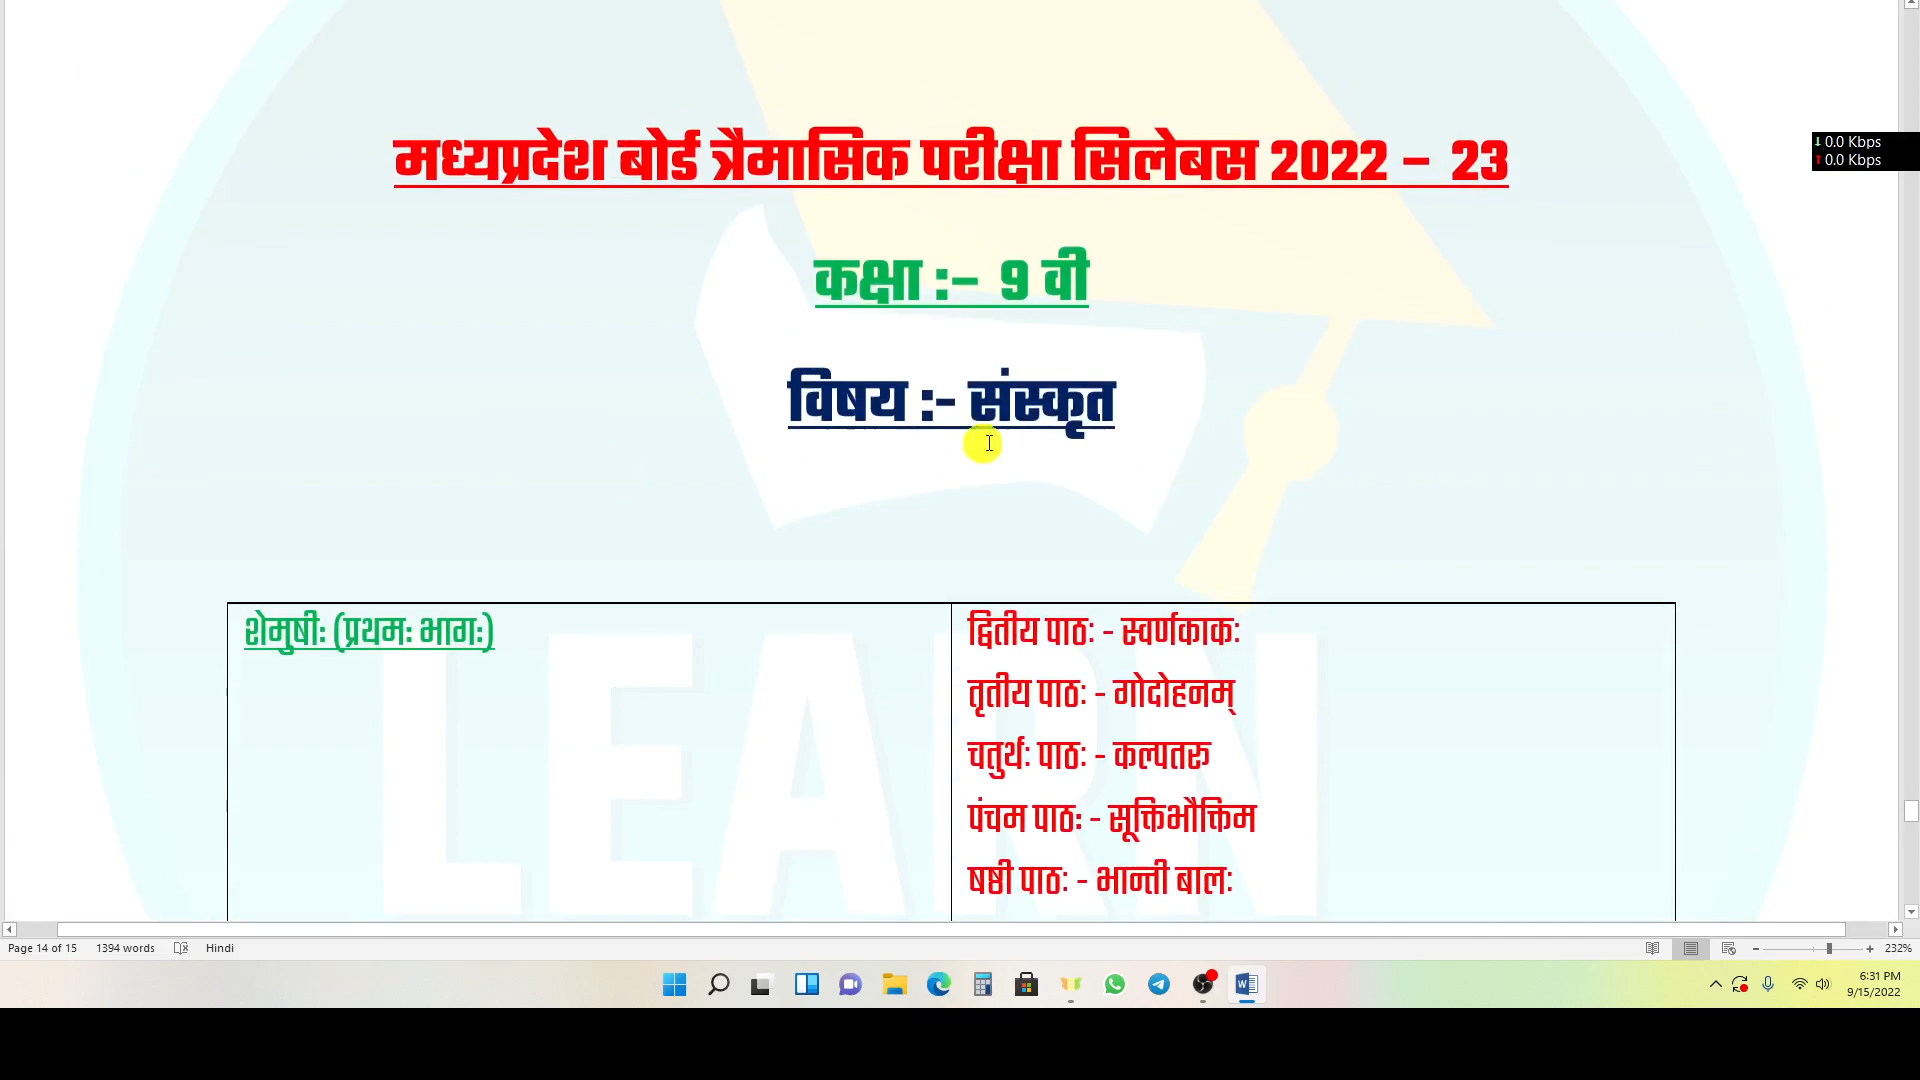 मध्यप्रदेश बोर्ड त्रैमासिक परीक्षा सिलेबस 2022 – 23
0.0 Kbps
0.0 Kbps
कक्षा :– 9 वी
विषय :- संस्कृत
शेमुषीः (प्रथमः भागः)
द्वितीय पाठः - स्वर्णकाकः
तृतीय पाठः - गोदोहनम्
चतुर्थः पाठः - कल्पतरू
पंचम पाठः - सूक्तिभौक्तिम
षष्ठी पाठः - भान्ती बालः
LEARN
Page 14 of 15 1394 words Hindi 232%
6:31 PM
9/15/2022